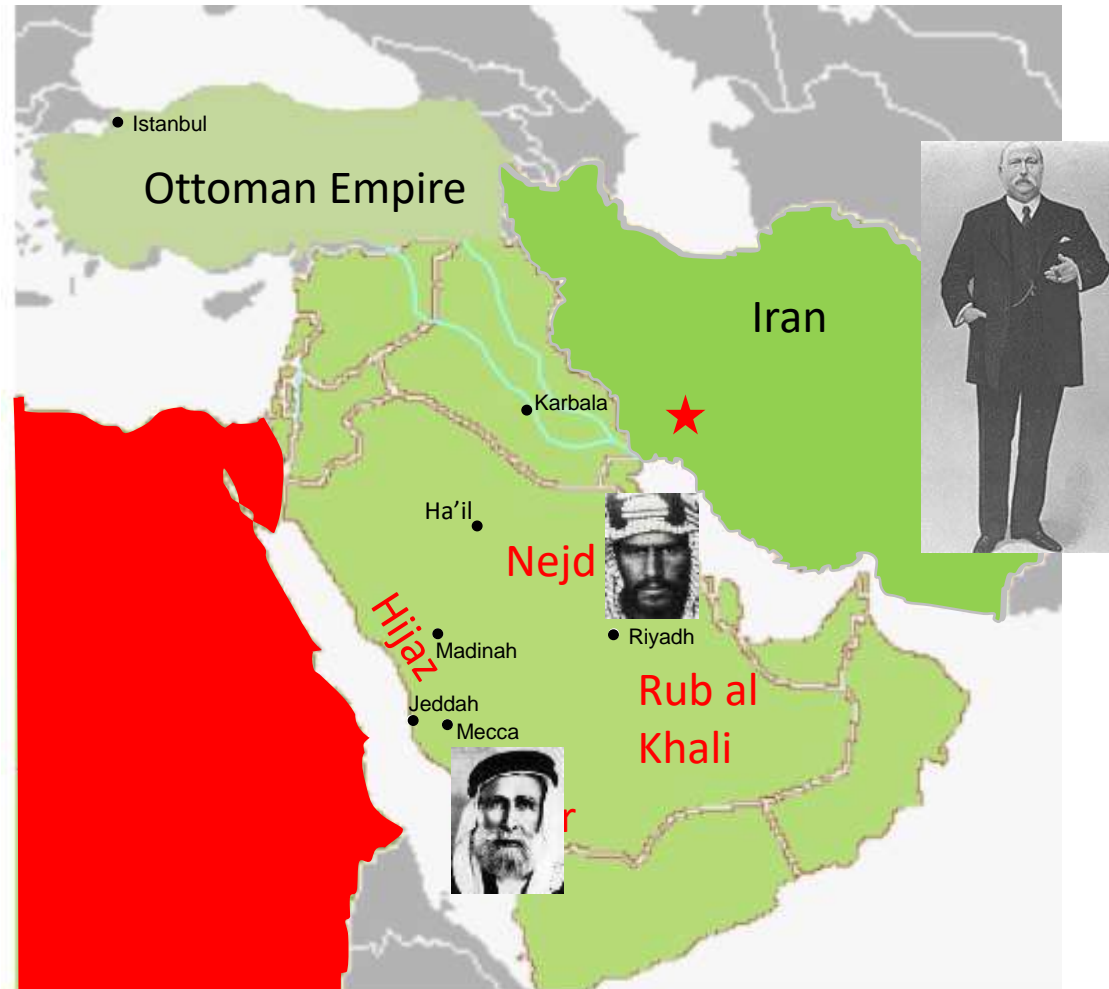 Istanbul
Ottoman Empire
Iran
Karbala
Ha’il
Nejd
Hijaz
Madinah
Riyadh
Rub al
Khali
Jeddah
Mecca
r